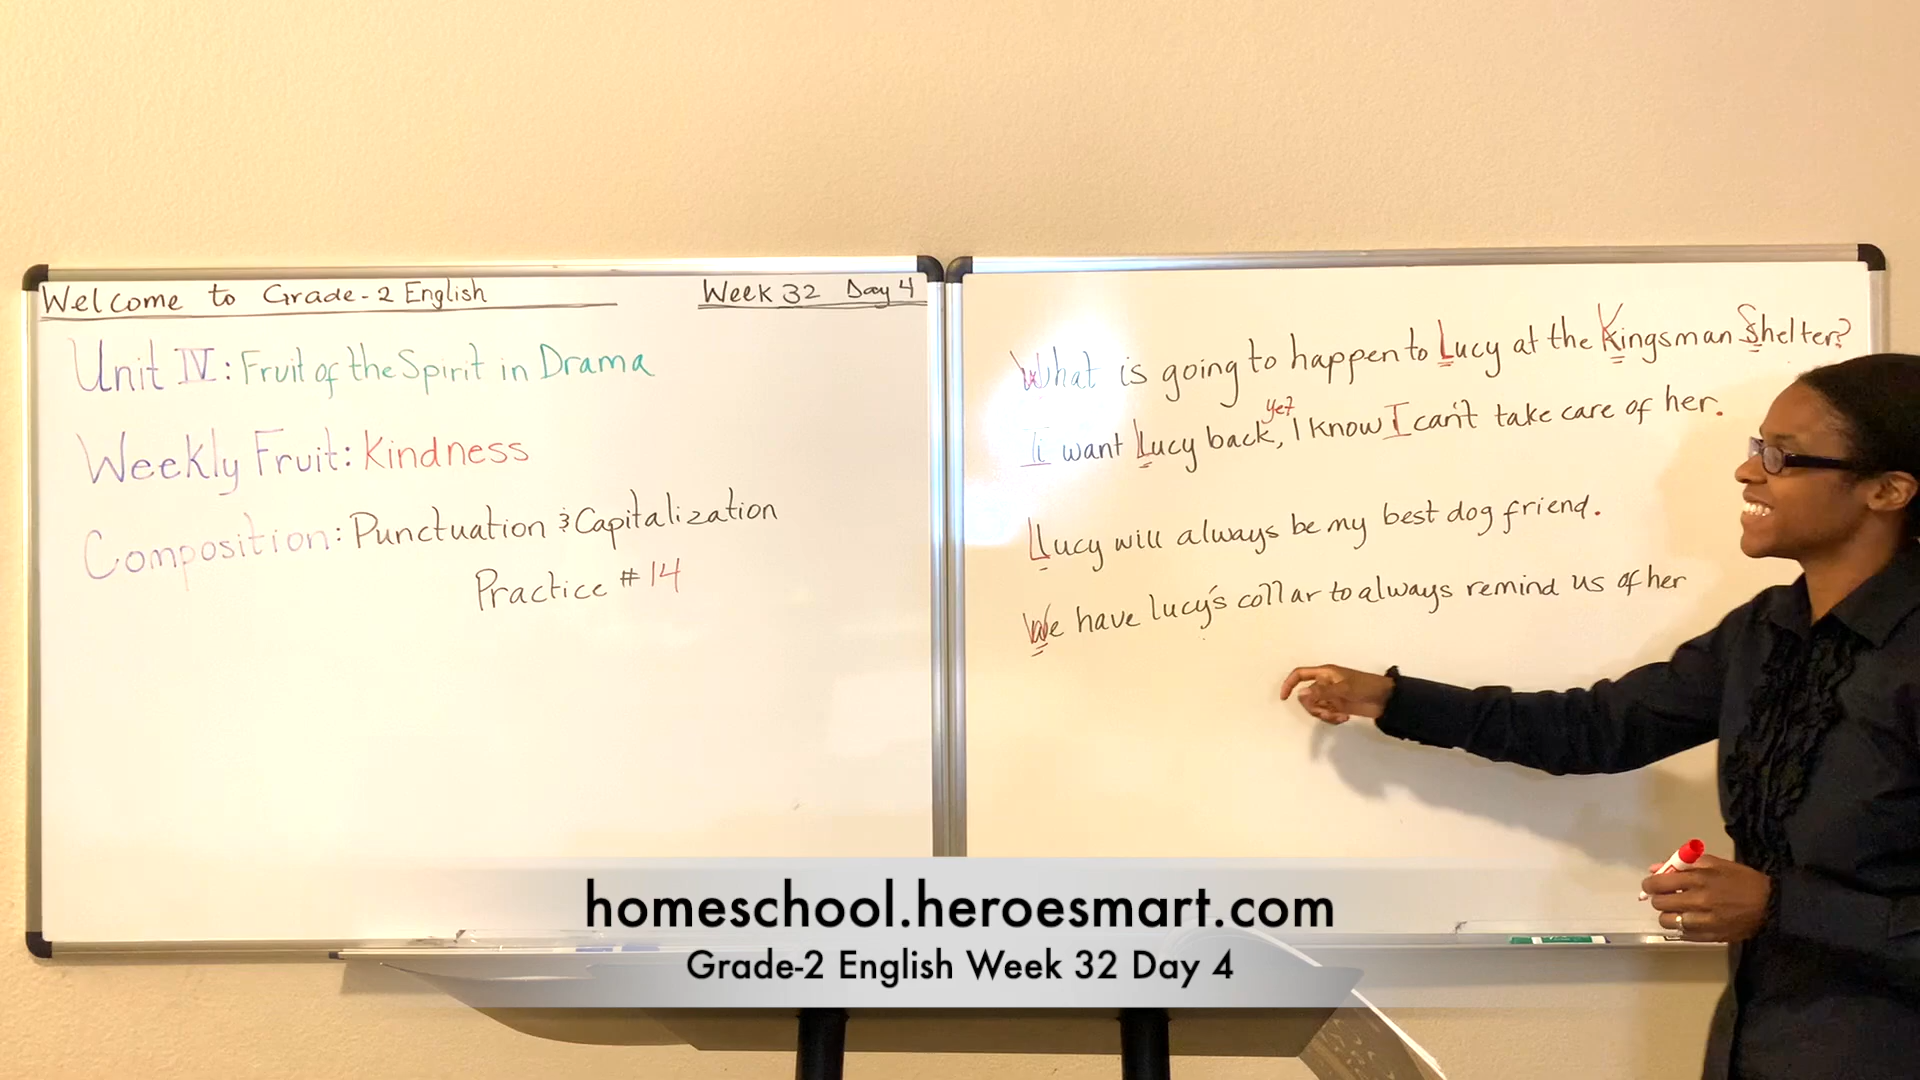 Welcome to Grade-2 English
Week 32 Day 4
Unit IV: Fruit of the Spirit in Drama
Weekly Fruit: Kindness
Composition: Punctuation & Capitalization
Practice #14
What is going to happen to Lucy at the Kingsman Shelter?
yet
I want Lucy back, I know I can't take care of her.
Lucy will always be my best dog friend.
We have lucy's collar to always remind us of her
homeschool.heroesmart.com
Grade-2 English Week 32 Day 4